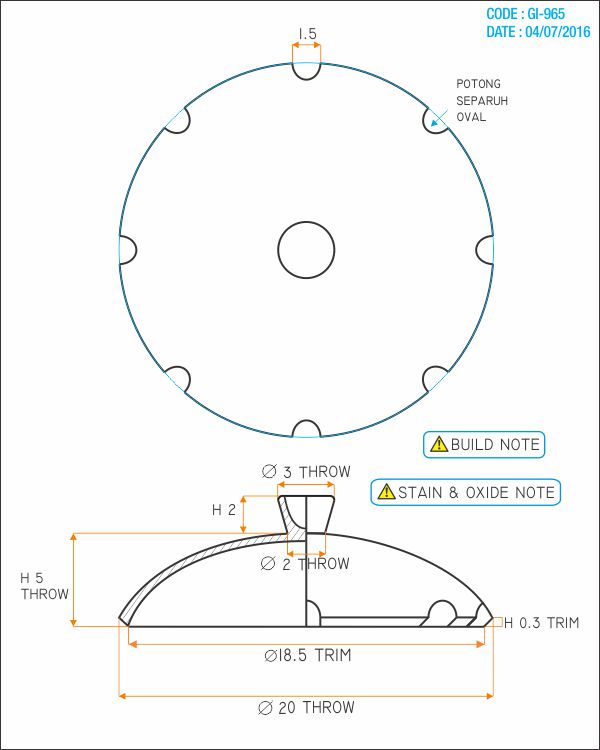 CODE : GI-965
DATE : 04/07/2016
1.5
POTONG
SEPARUH
OVAL
BUILD NOTE
Ø 3 THROW
STAIN & OXIDE NOTE
H 2
Ø 2 THROW
H 5
THROW
H 0.3 TRIM
Ø18.5 TRIM
Ø 20 THROW